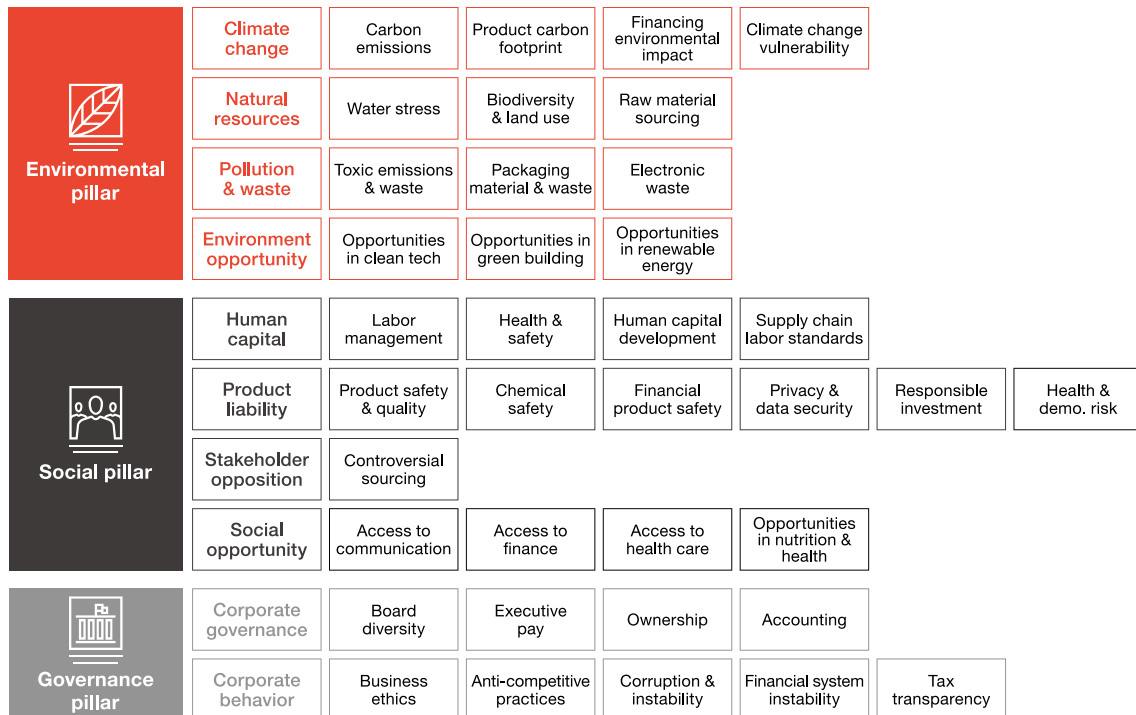 Environmental
pillar
Climate
change
Carbon
emissions
Product carbon
footprint
Financing
environmental
impact
Climate change
vulnerability
Natural
resources
Water stress
Biodiversity
& land use
Raw material
sourcing
Pollution
& waste
Toxic emissions
& waste
Packaging
material & waste
Electronic
waste
Environment
opportunity
Opportunities
in clean tech
Opportunities in
green building
Opportunities
in renewable
energy
Social pillar
Human
capital
Labor
management
Health &
safety
Human capital
development
Supply chain
labor standards
Product
liability
Product safety
& quality
Chemical
safety
Financial
product safety
Privacy &
data security
Responsible
investment
Health &
demo. risk
Stakeholder
opposition
Controversial
sourcing
Social
opportunity
Access to
communication
Access to
finance
Access to
health care
Opportunities
in nutrition &
health
Governance
pillar
Corporate
governance
Board
diversity
Executive
pay
Ownership
Accounting
Corporate
behavior
Business
ethics
Anti-competitive
practices
Corruption &
instability
Financial system
instability
Tax
transparency